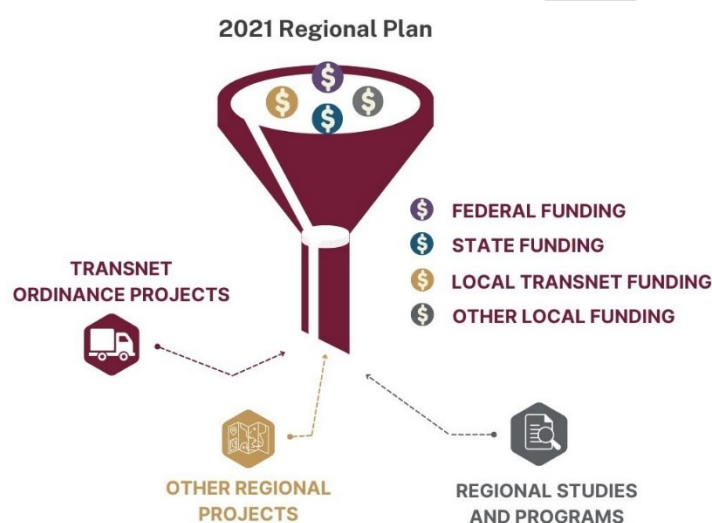 2021 Regional Plan
$
$
$
$
$ FEDERAL FUNDING
$ STATE FUNDING
$ LOCAL TRANSNET FUNDING
$ OTHER LOCAL FUNDING
TRANSNET
ORDINANCE PROJECTS
OTHER REGIONAL
PROJECTS
REGIONAL STUDIES
AND PROGRAMS